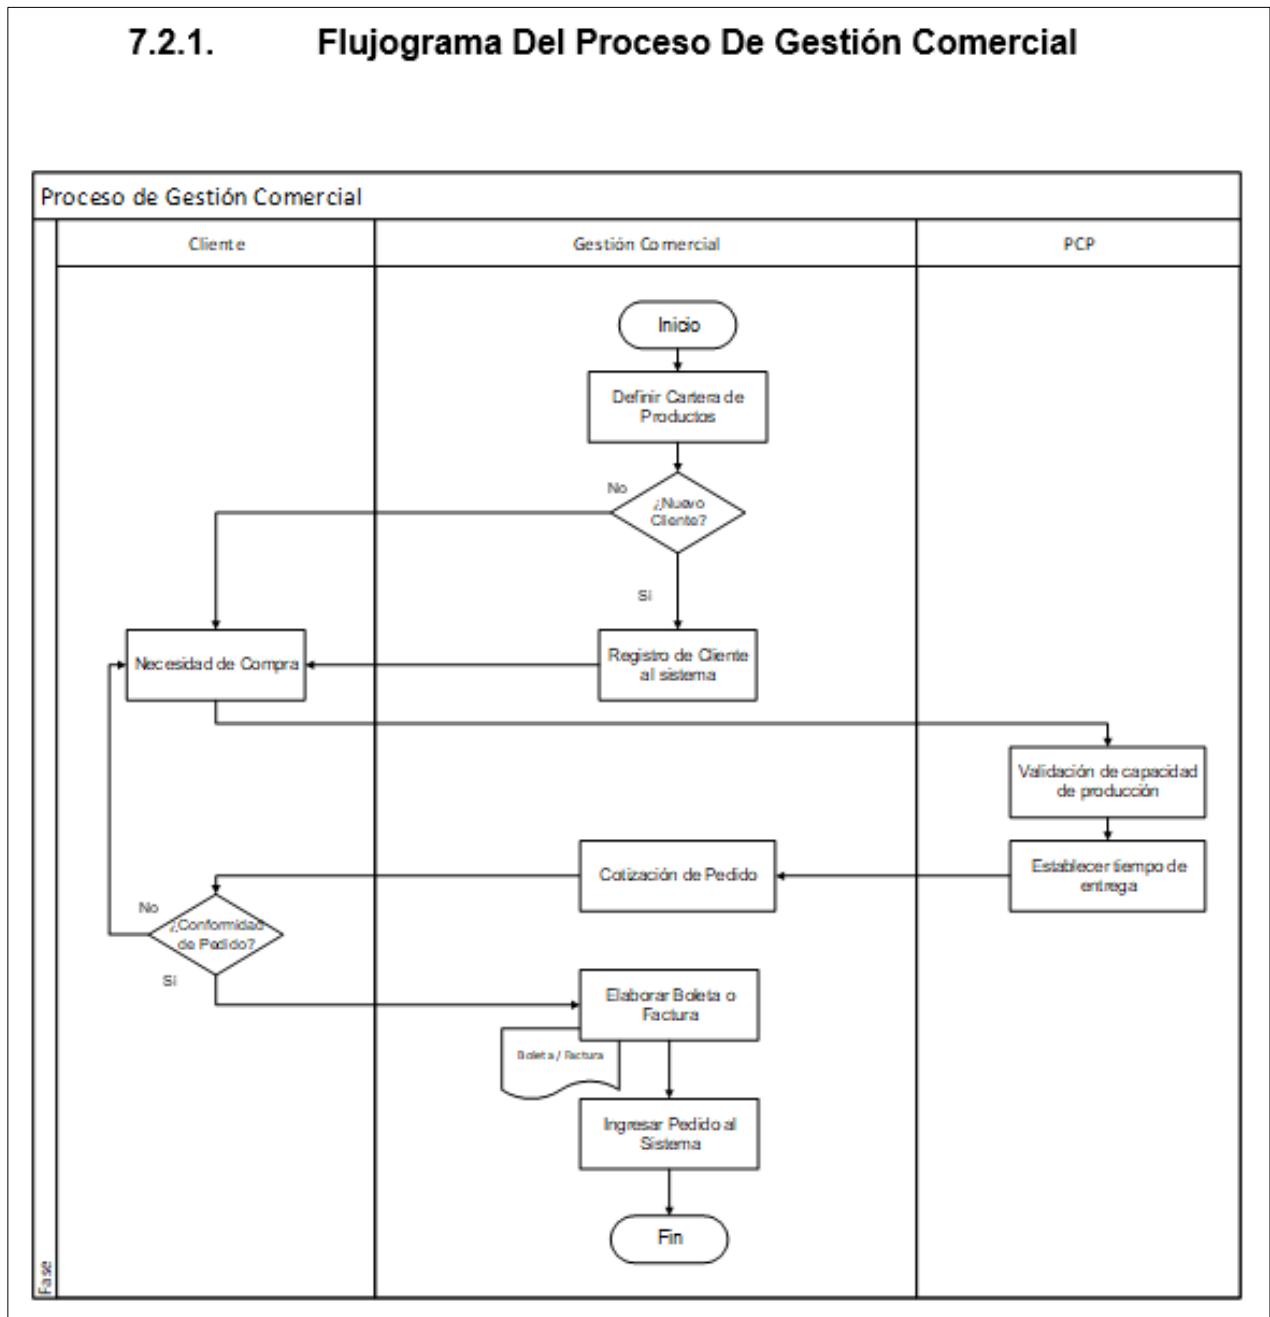 7.2.1. Flujograma Del Proceso De Gestión Comercial
Proceso de Gestión Comercial
Cliente
Gestión Comercial
PCP
Inicio
Definir Cartera de
Productos
No
¿Nuevo
Cliente?
Si
Necesidad de Compra
Registro de Cliente
al sistema
Validación de capacidad
de producción
Cotización de Pedido
Establecer tiempo de
entrega
No
¿Conformidad
de Pedido?
Si
Elaborar Boleta o
Factura
Boleta / Factura
Ingresar Pedido al
Sistema
Fin
Fase